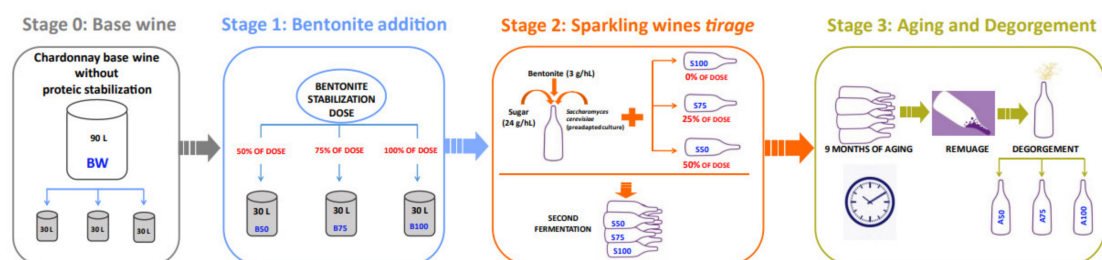 Stage 0: Base wine
Chardonnay base wine
without
proteic stabilization
90 L
BW
30 L
30 L
30 L
Stage 1: Bentonite addition
BENTONITE
STABILIZATION
DOSE
50% OF DOSE
75% OF DOSE
100% OF DOSE
30 L
B50
30 L
B75
30 L
B100
Stage 2: Sparkling wines tirage
Bentonite (3 g/hL)
Sugar
(24 g/hL)
Saccharomyces
cerevisiae
(preadapted culture)
S100
0% OF DOSE
S75
25% OF DOSE
S50
50% OF DOSE
SECOND
FERMENTATION
S50
S75
S100
Stage 3: Aging and Degorgement
9 MONTHS OF AGING
REMUAGE
DEGORGEMENT
A50
A75
A100